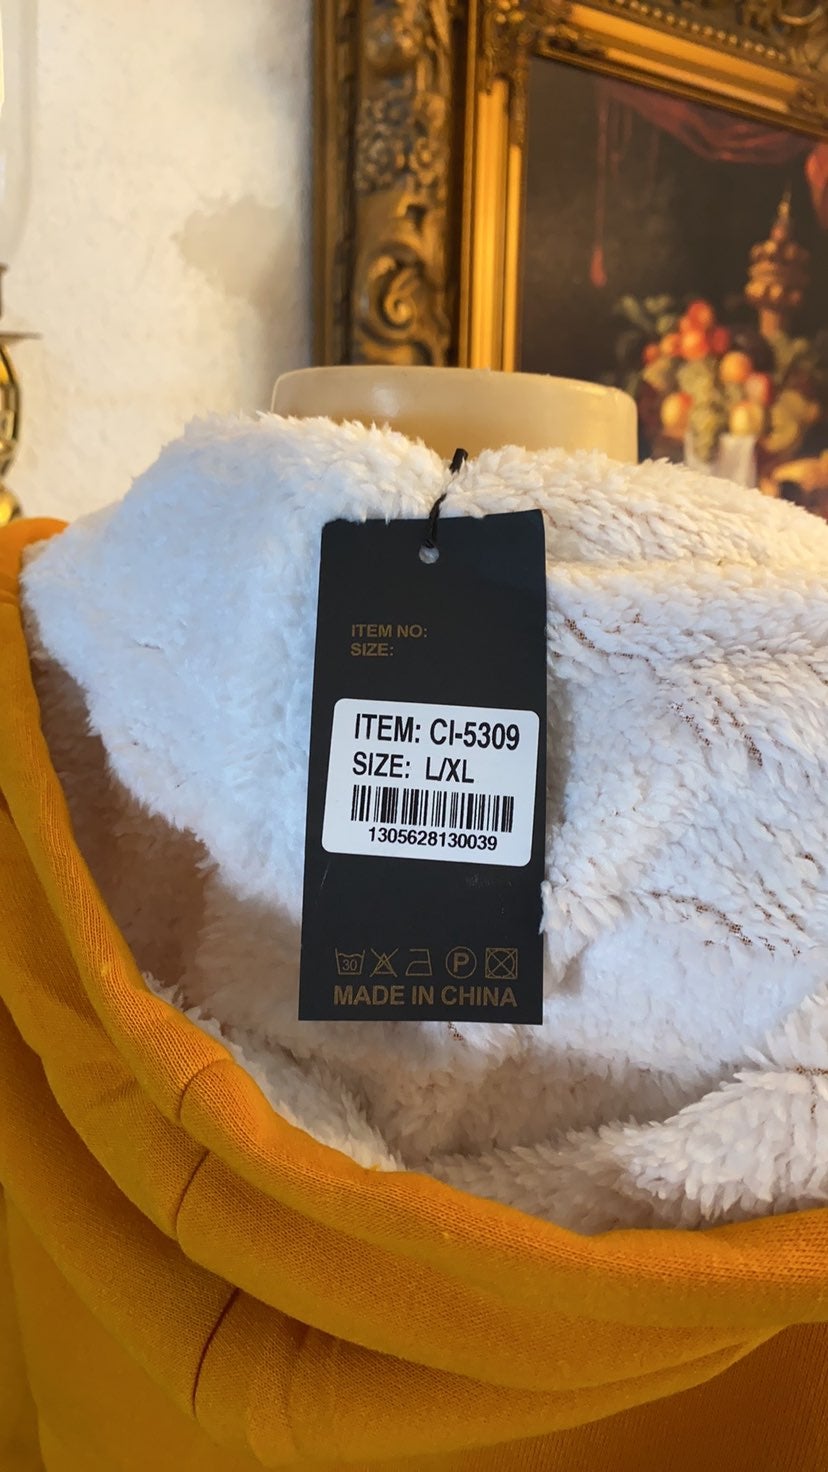 ITEM NO:
SIZE:
ITEM: CI-5309
SIZE: L/XL
1305628130039
30 P
MADE IN CHINA